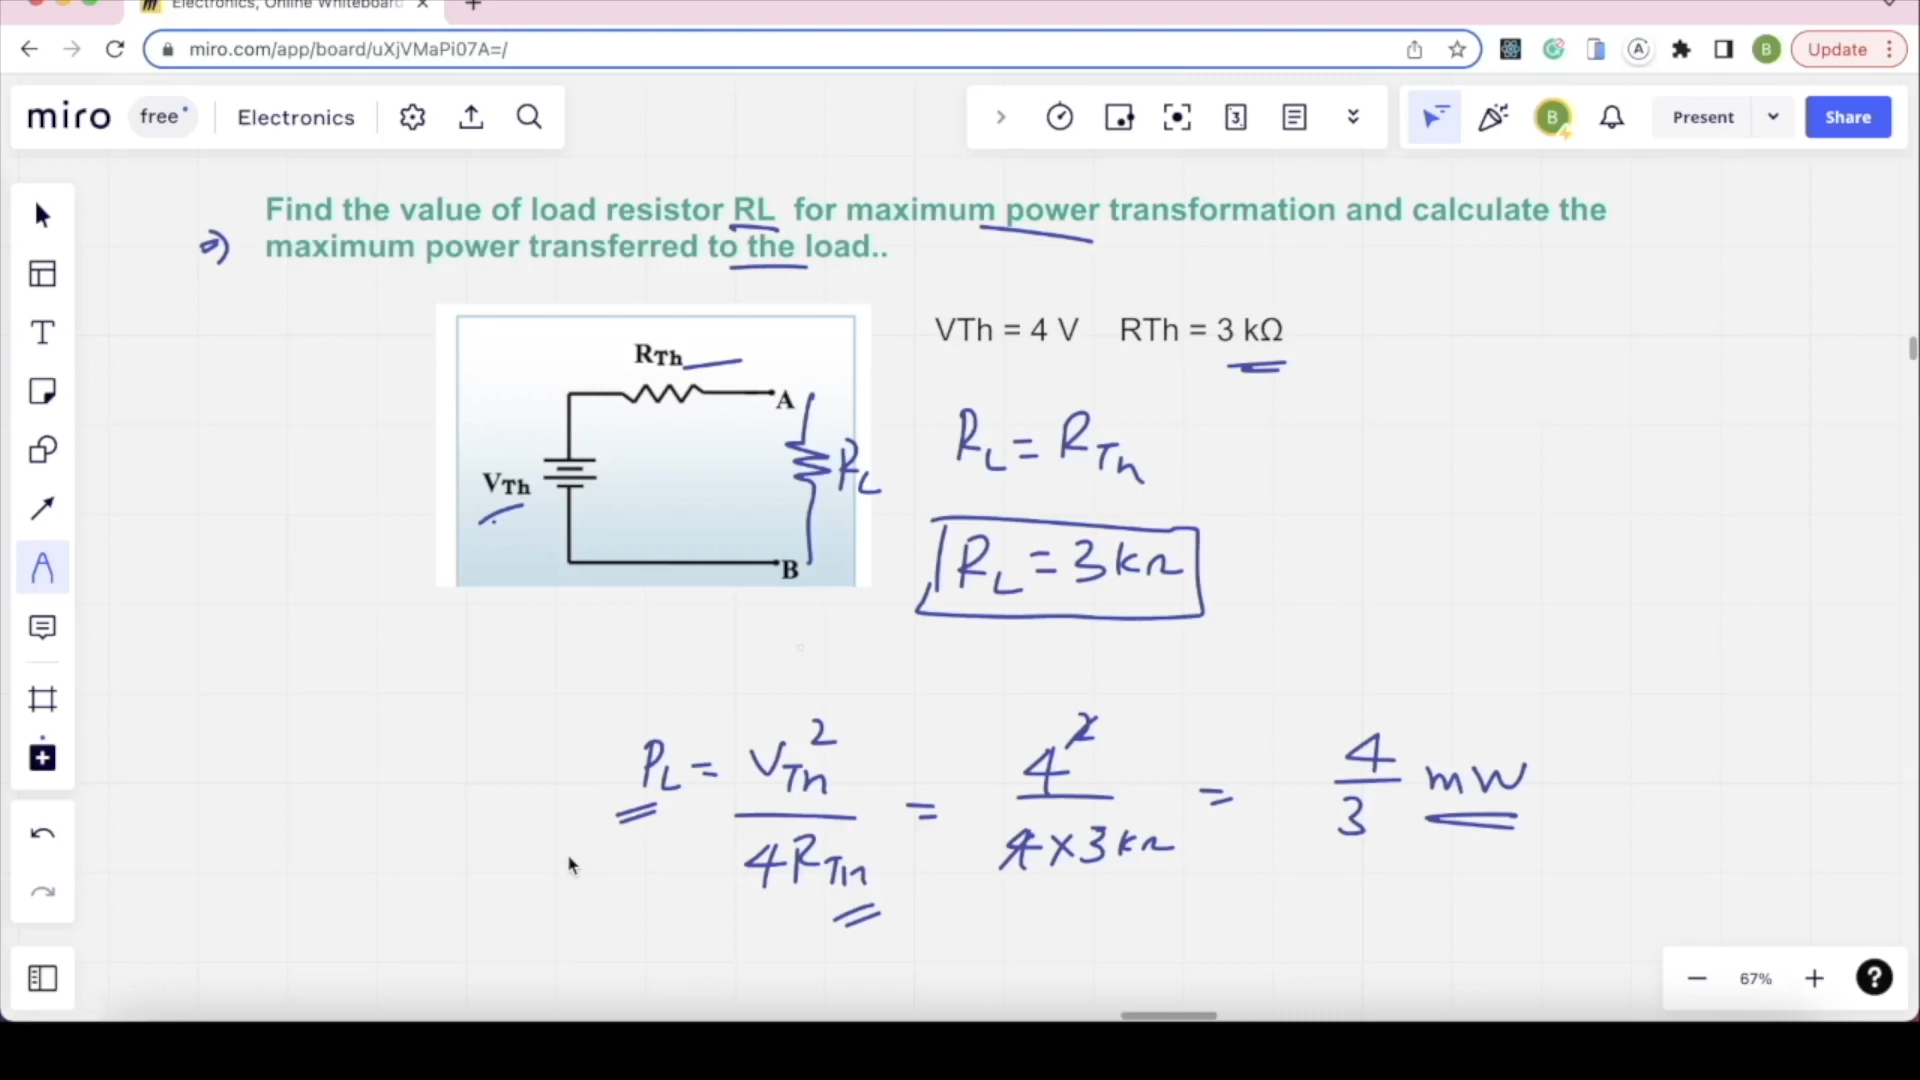 Electronics, Online Whiteboard
miro.com/app/board/uXjVMaPi07A=/
A
B
Update
miro
free
Electronics
3
B
Present
Share
a)
Find the value of load resistor RL for maximum power transformation and calculate the
maximum power transferred to the load..
RTh
A
VTh
RL
B
VTh = 4 V RTh = 3 kΩ
RL = RTh
RL = 3kΩ
PL = VTh² / 4RTh = 4² / 4×3kΩ = 4/3 mW
67%
?